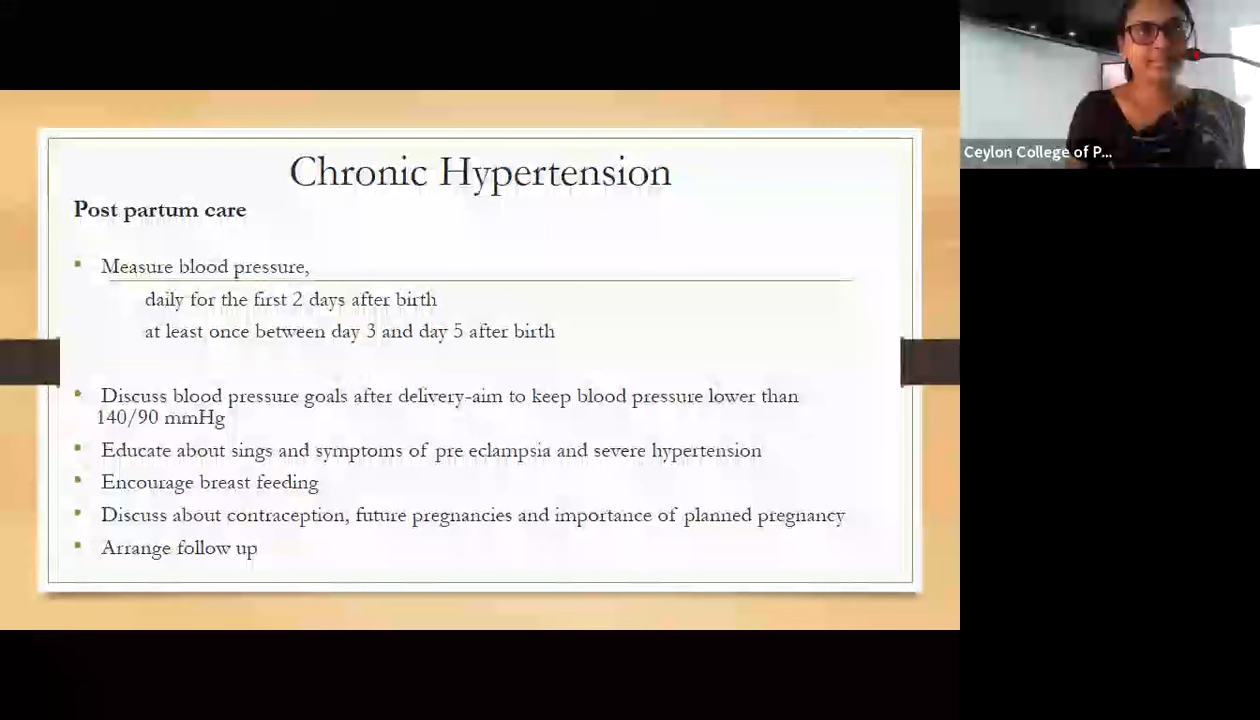 Chronic Hypertension
Post partum care
Measure blood pressure,
daily for the first 2 days after birth
at least once between day 3 and day 5 after birth
Discuss blood pressure goals after delivery-aim to keep blood pressure lower than
140/90 mmHg
Educate about sings and symptoms of pre eclampsia and severe hypertension
Encourage breast feeding
Discuss about contraception, future pregnancies and importance of planned pregnancy
Arrange follow up
Ceylon College of P...